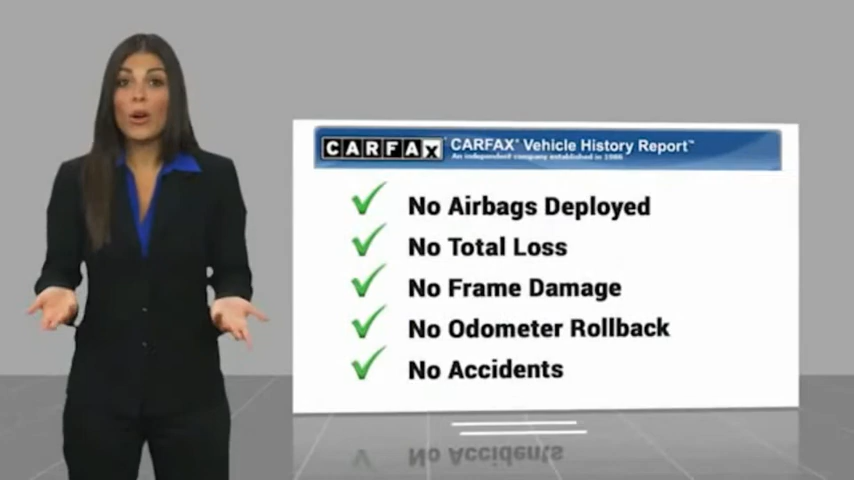 CARFAX CARFAX® Vehicle History Report™
An independent company established in 1986
No Airbags Deployed
No Total Loss
No Frame Damage
No Odometer Rollback
No Accidents
No Accidents